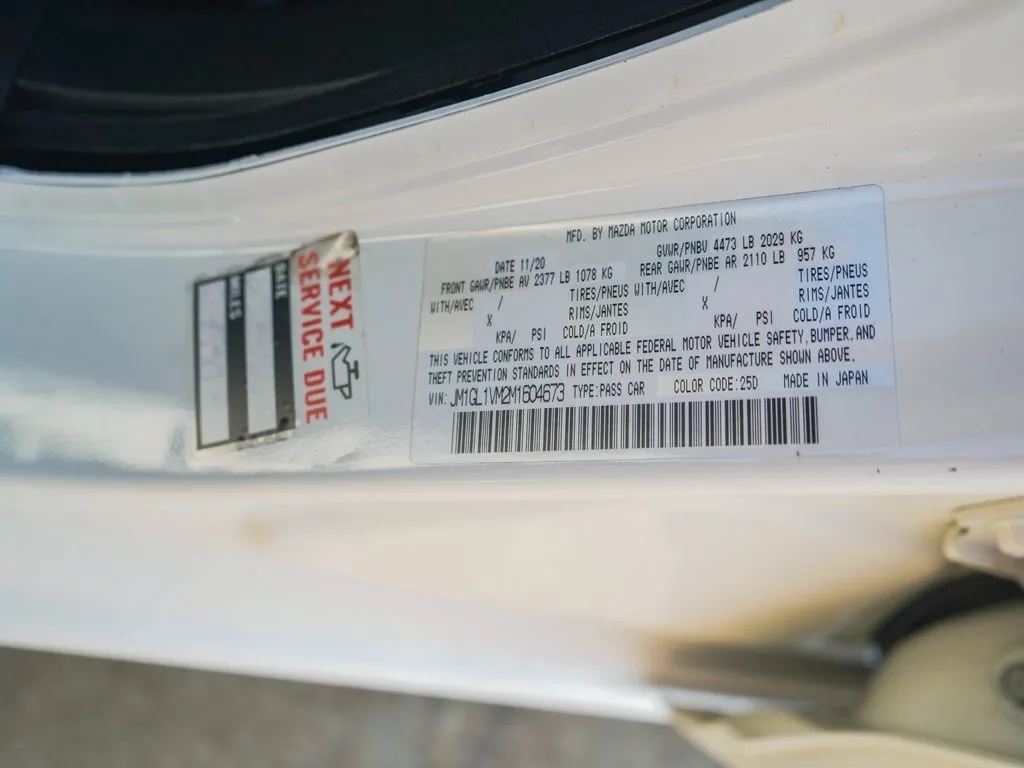 NEXT
SERVICE DUE
DATE
MILES
MFD. BY MAZDA MOTOR CORPORATION
DATE 11/20 GVWR/PNBV 4473 LB 2029 KG
FRONT GAWR/PNBE AV 2377 LB 1078 KG REAR GAWR/PNBE AR 2110 LB 957 KG
WITH/AVEC / TIRES/PNEUS WITH/AVEC / TIRES/PNEUS
X RIMS/JANTES X RIMS/JANTES
KPA/ PSI COLD/A FROID KPA/ PSI COLD/A FROID
THIS VEHICLE CONFORMS TO ALL APPLICABLE FEDERAL MOTOR VEHICLE SAFETY, BUMPER, AND
THEFT PREVENTION STANDARDS IN EFFECT ON THE DATE OF MANUFACTURE SHOWN ABOVE.
VIN: JM1GL1VM2M1604673 TYPE:PASS CAR COLOR CODE:25D MADE IN JAPAN